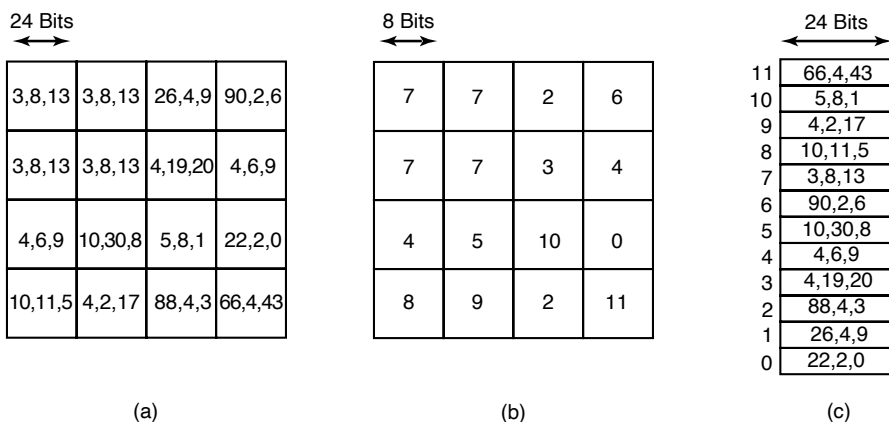 24 Bits
3,8,13 3,8,13 26,4,9 90,2,6
3,8,13 3,8,13 4,19,20 4,6,9
4,6,9 10,30,8 5,8,1 22,2,0
10,11,5 4,2,17 88,4,3 66,4,43
(a)
8 Bits
7 7 2 6
7 7 3 4
4 5 10 0
8 9 2 11
(b)
24 Bits
11 66,4,43
10 5,8,1
9 4,2,17
8 10,11,5
7 3,8,13
6 90,2,6
5 10,30,8
4 4,6,9
3 4,19,20
2 88,4,3
1 26,4,9
0 22,2,0
(c)